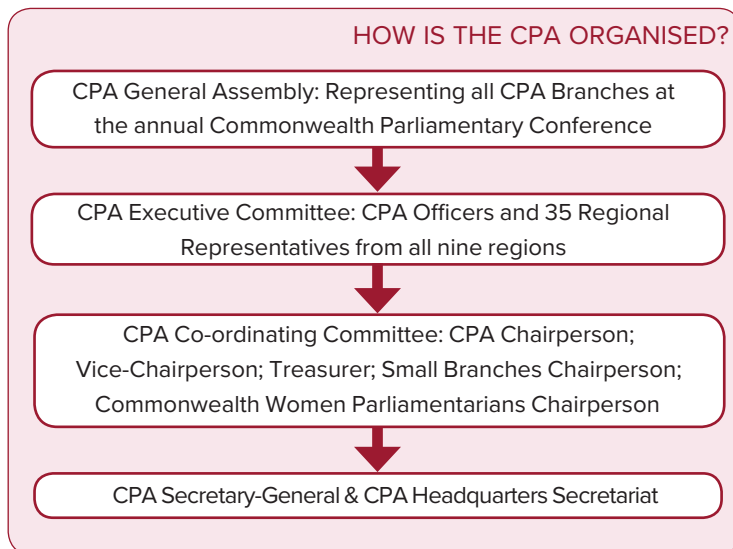 HOW IS THE CPA ORGANISED?
CPA General Assembly: Representing all CPA Branches at
the annual Commonwealth Parliamentary Conference
CPA Executive Committee: CPA Officers and 35 Regional
Representatives from all nine regions
CPA Co-ordinating Committee: CPA Chairperson;
Vice-Chairperson; Treasurer; Small Branches Chairperson;
Commonwealth Women Parliamentarians Chairperson
CPA Secretary-General & CPA Headquarters Secretariat